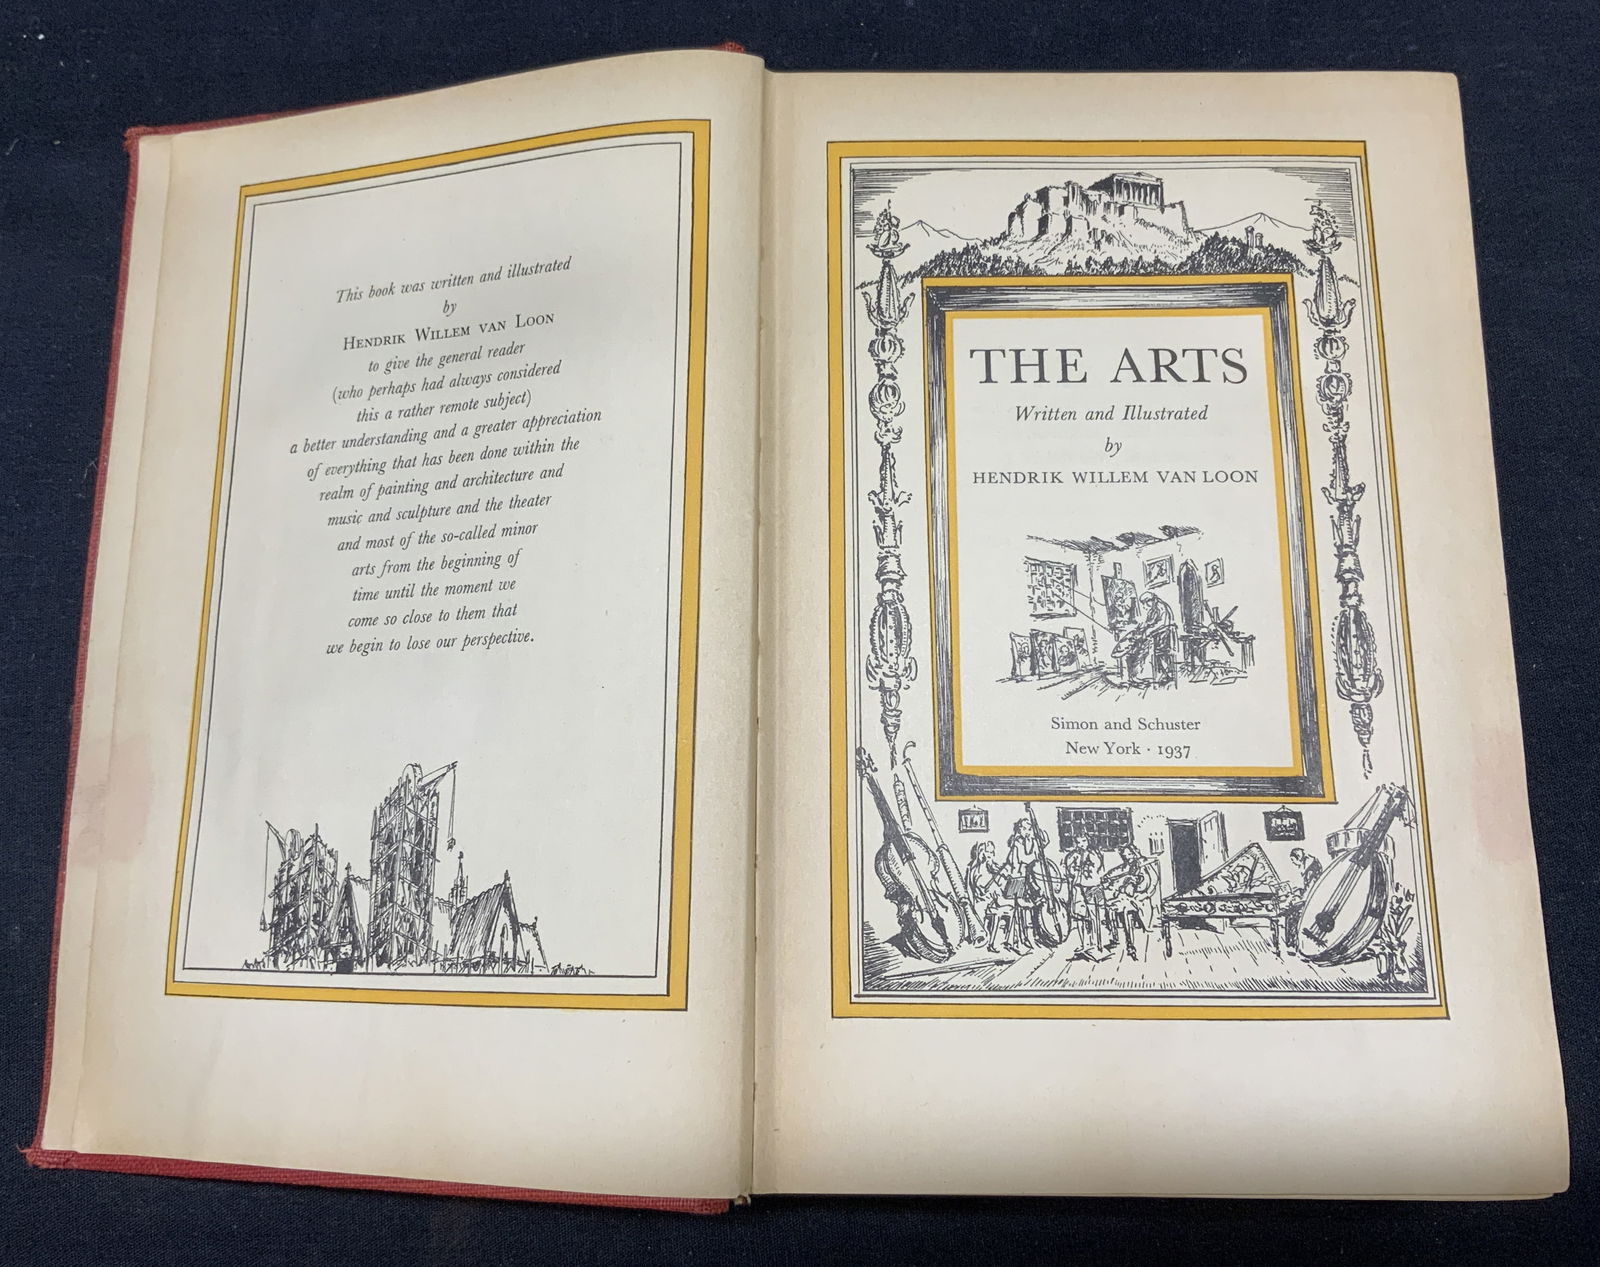 This book was written and illustrated
by
HENDRIK WILLEM VAN LOON
to give the general reader
(who perhaps had always considered
this a rather remote subject)
a better understanding and a greater appreciation
of everything that has been done within the
realm of painting and architecture and
music and sculpture and the theater
and most of the so-called minor
arts from the beginning of
time until the moment we
come so close to them that
we begin to lose our perspective.
THE ARTS
Written and Illustrated
by
HENDRIK WILLEM VAN LOON
Simon and Schuster
New York · 1937